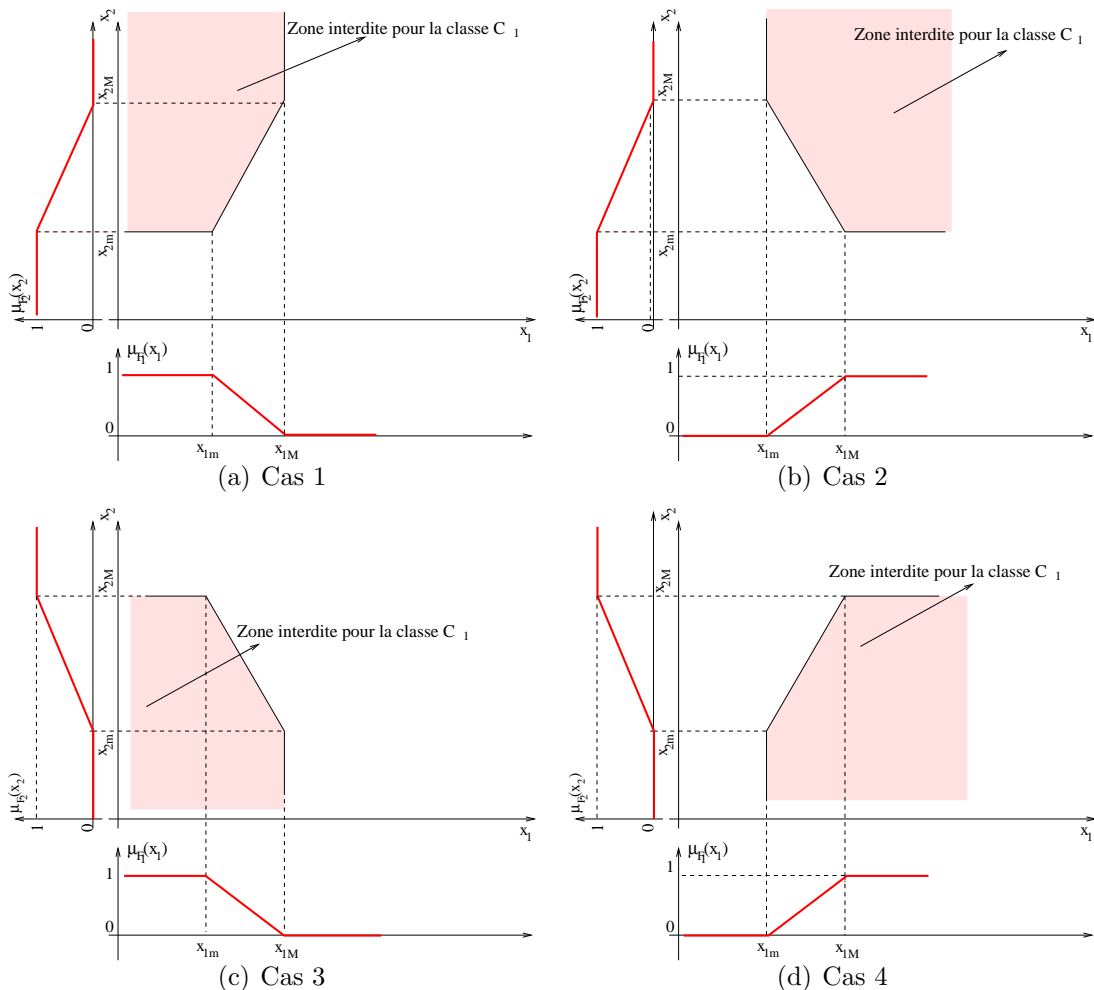 x₂
Zone interdite pour la classe C ₁
x₂M
x₂m
μF₂(x₂)
1
0
x₁
μF₁(x₁)
1
0
x₁m
x₁M
(a) Cas 1
x₂
Zone interdite pour la classe C ₁
x₂M
x₂m
μF₂(x₂)
1
0
x₁
μF₁(x₁)
1
0
x₁m
x₁M
(b) Cas 2
x₂
x₂M
Zone interdite pour la classe C ₁
x₂m
μF₂(x₂)
1
0
x₁
μF₁(x₁)
1
0
x₁m
x₁M
(c) Cas 3
x₂
Zone interdite pour la classe C ₁
x₂M
x₂m
μF₂(x₂)
1
0
x₁
μF₁(x₁)
1
0
x₁m
x₁M
(d) Cas 4